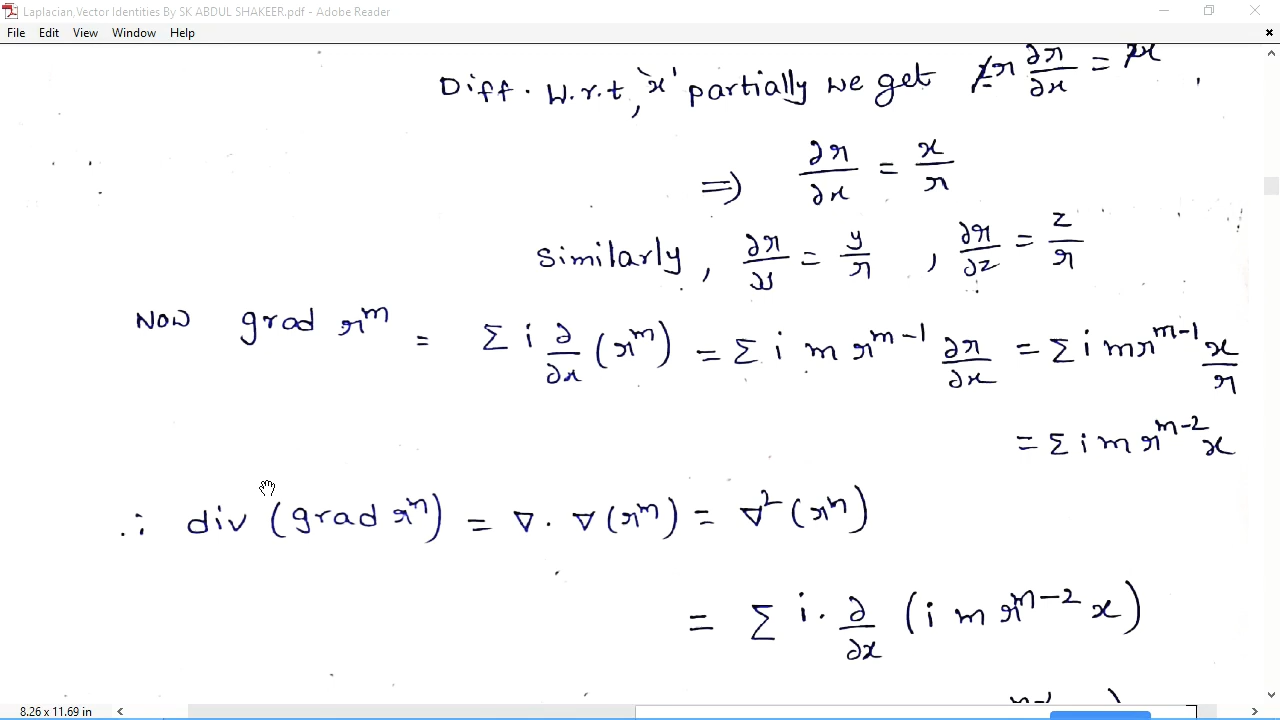 Laplacian,Vector Identities By SK ABDUL SHAKEER.pdf - Adobe Reader
File Edit View Window Help
Diff. w.r.t, 'x' partially we get 2r ∂r/∂x = 2x
=> ∂r/∂x = x/r
Similarly, ∂r/∂y = y/r , ∂r/∂z = z/r
Now grad r^m = Σ i ∂/∂x (r^m) = Σ i m r^m-1 ∂r/∂x = Σ i m r^m-1 x/r
= Σ i m r^m-2 x
∴ div (grad r^m) = ∇. ∇(r^m) = ∇² (r^m)
= Σ i. ∂/∂x (i m r^m-2 x)
8.26 x 11.69 in